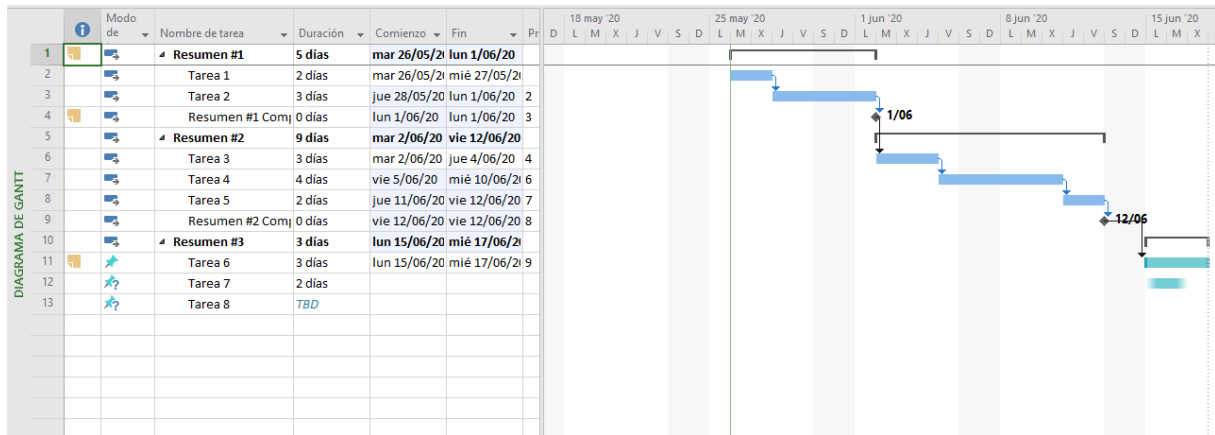 Modo de
Nombre de tarea Duración Comienzo Fin Pr
18 may '20 25 may '20 1 jun '20 8 jun '20 15 jun '20
D L M X J V S D L M X J V S D L M X J V S D L M X J V S D L M X
1 Resumen #1 5 días mar 26/05/2 lun 1/06/20
2 Tarea 1 2 días mar 26/05/2 mié 27/05/2
3 Tarea 2 3 días jue 28/05/20 lun 1/06/20 2
4 Resumen #1 Comp 0 días lun 1/06/20 lun 1/06/20 3 1/06
5 Resumen #2 9 días mar 2/06/20 vie 12/06/20
6 Tarea 3 3 días mar 2/06/20 jue 4/06/20 4
7 Tarea 4 4 días vie 5/06/20 mié 10/06/2 6
8 Tarea 5 2 días jue 11/06/20 vie 12/06/20 7
9 Resumen #2 Comp 0 días vie 12/06/20 vie 12/06/20 8 12/06
10 Resumen #3 3 días lun 15/06/20 mié 17/06/2
11 Tarea 6 3 días lun 15/06/20 mié 17/06/2 9
12 Tarea 7 2 días
13 Tarea 8 TBD
DIAGRAMA DE GANTT